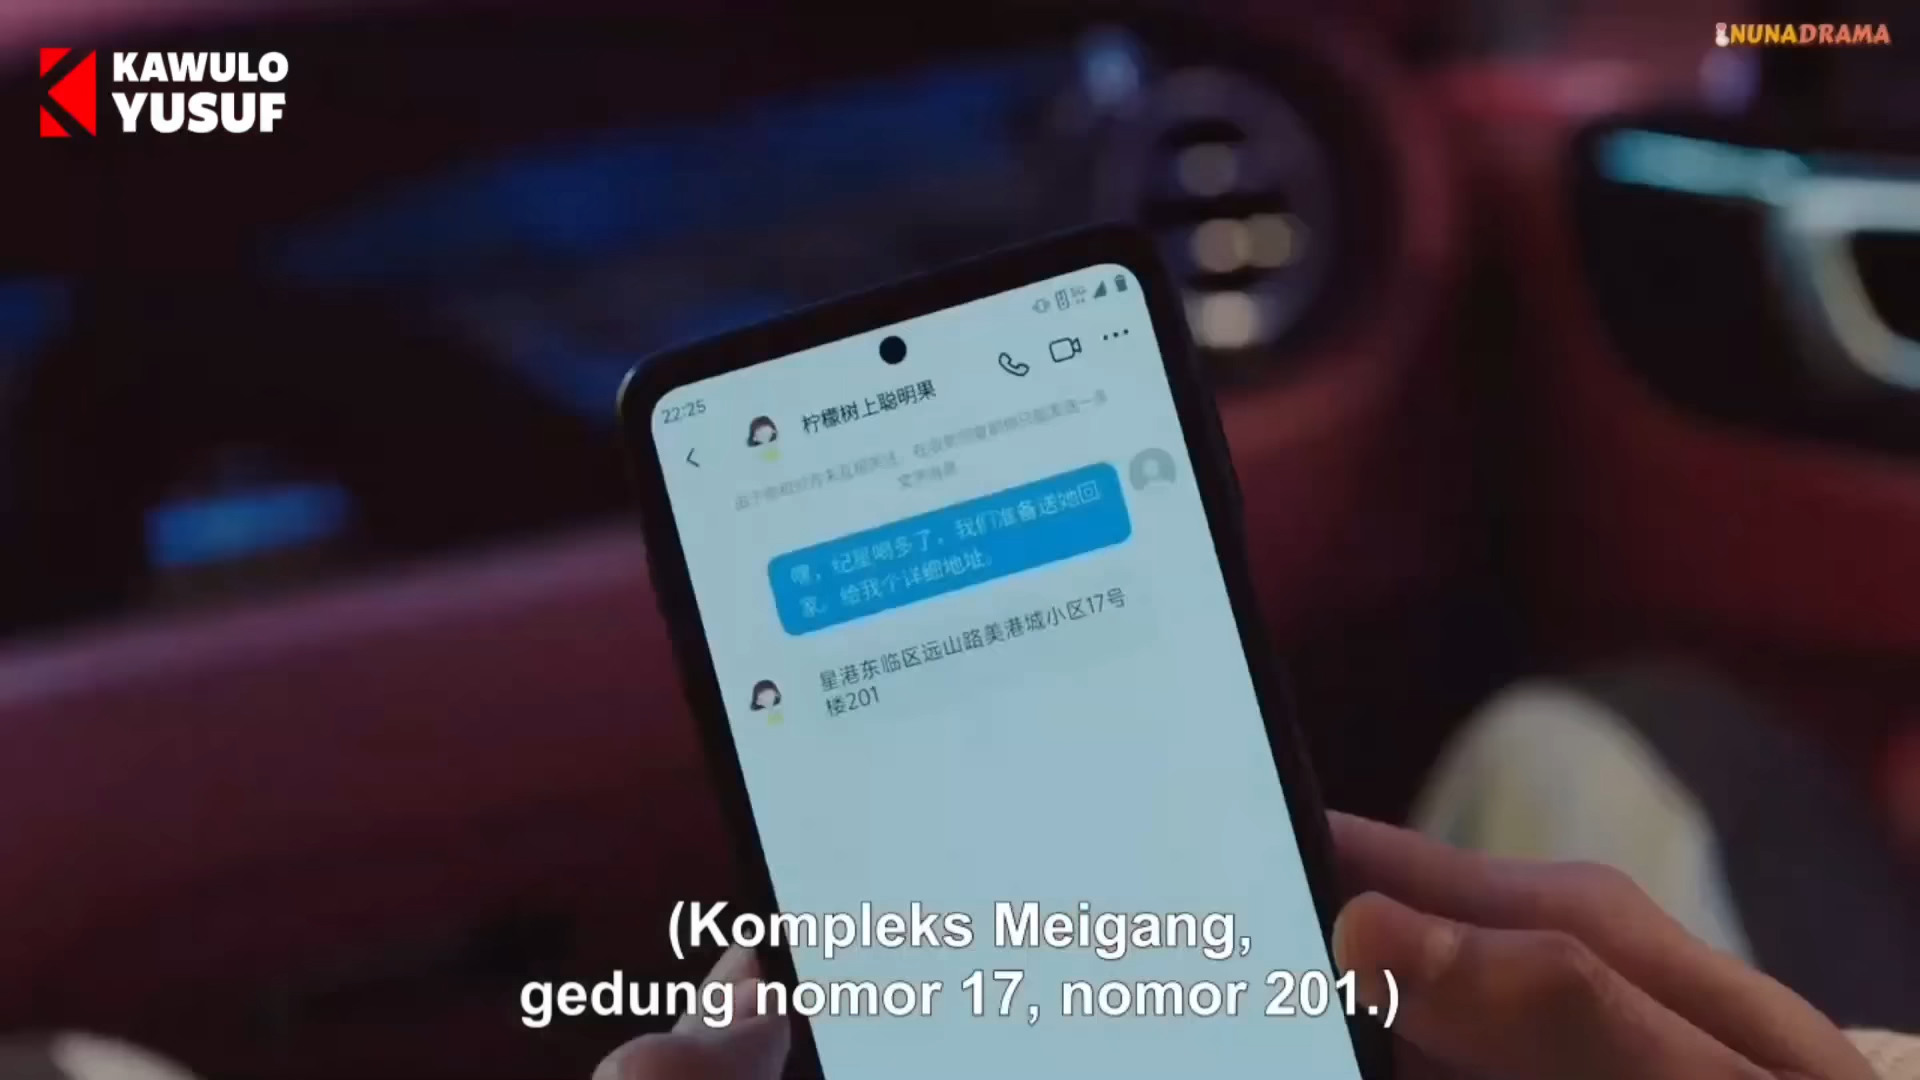 KAWULO
YUSUF
NUNADRAMA
22:25
柠檬树上聪明果
嘿，纪星喝多了，我们准备送她回
家。给我个详细地址。
星港东临区远山路美港城小区17号
楼201
(Kompleks Meigang,
gedung nomor 17, nomor 201.)